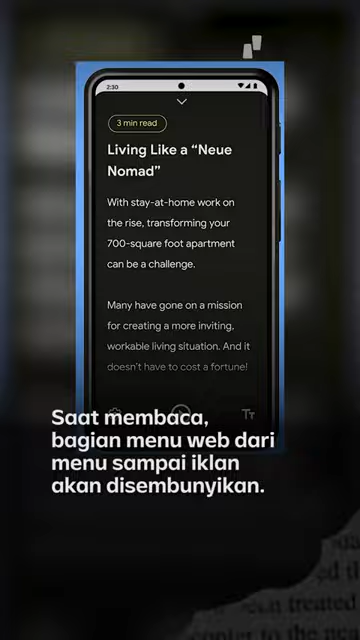 2:30
3 min read
Living Like a “Neue
Nomad”
With stay-at-home work on
the rise, transforming your
700-square foot apartment
can be a challenge.
Many have gone on a mission
for creating a more inviting,
workable living situation. And it
doesn’t have to cost a fortune!
Tт
Saat membaca,
bagian menu web dari
menu sampai iklan
akan disembunyikan.
ed th
een treated